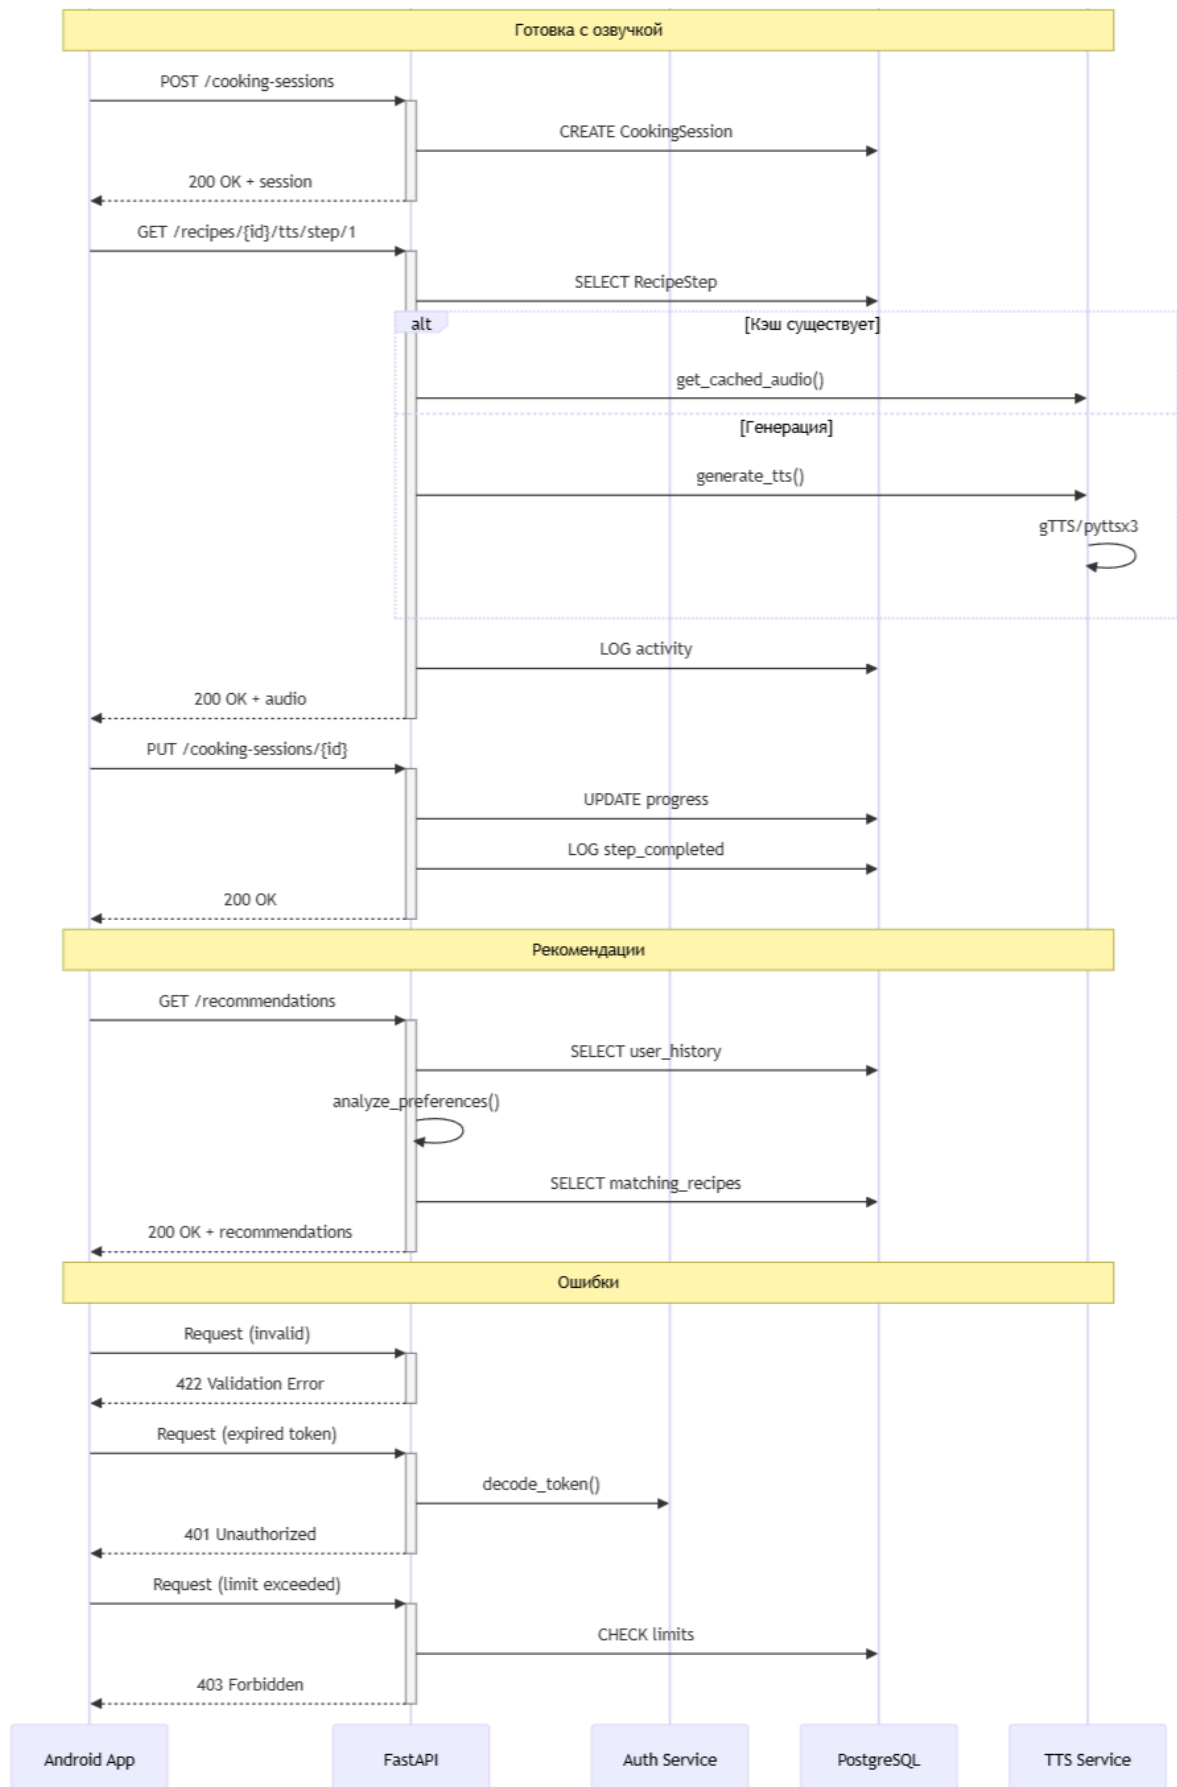 Готовка с озвучкой
POST /cooking-sessions
CREATE CookingSession
200 OK + session
GET /recipes/{id}/tts/step/1
SELECT RecipeStep
alt
[Кэш существует]
get_cached_audio()
[Генерация]
generate_tts()
gTTS/pyttsx3
LOG activity
200 OK + audio
PUT /cooking-sessions/{id}
UPDATE progress
LOG step_completed
200 OK
Рекомендации
GET /recommendations
SELECT user_history
analyze_preferences()
SELECT matching_recipes
200 OK + recommendations
Ошибки
Request (invalid)
422 Validation Error
Request (expired token)
decode_token()
401 Unauthorized
Request (limit exceeded)
CHECK limits
403 Forbidden
Android App
FastAPI
Auth Service
PostgreSQL
TTS Service